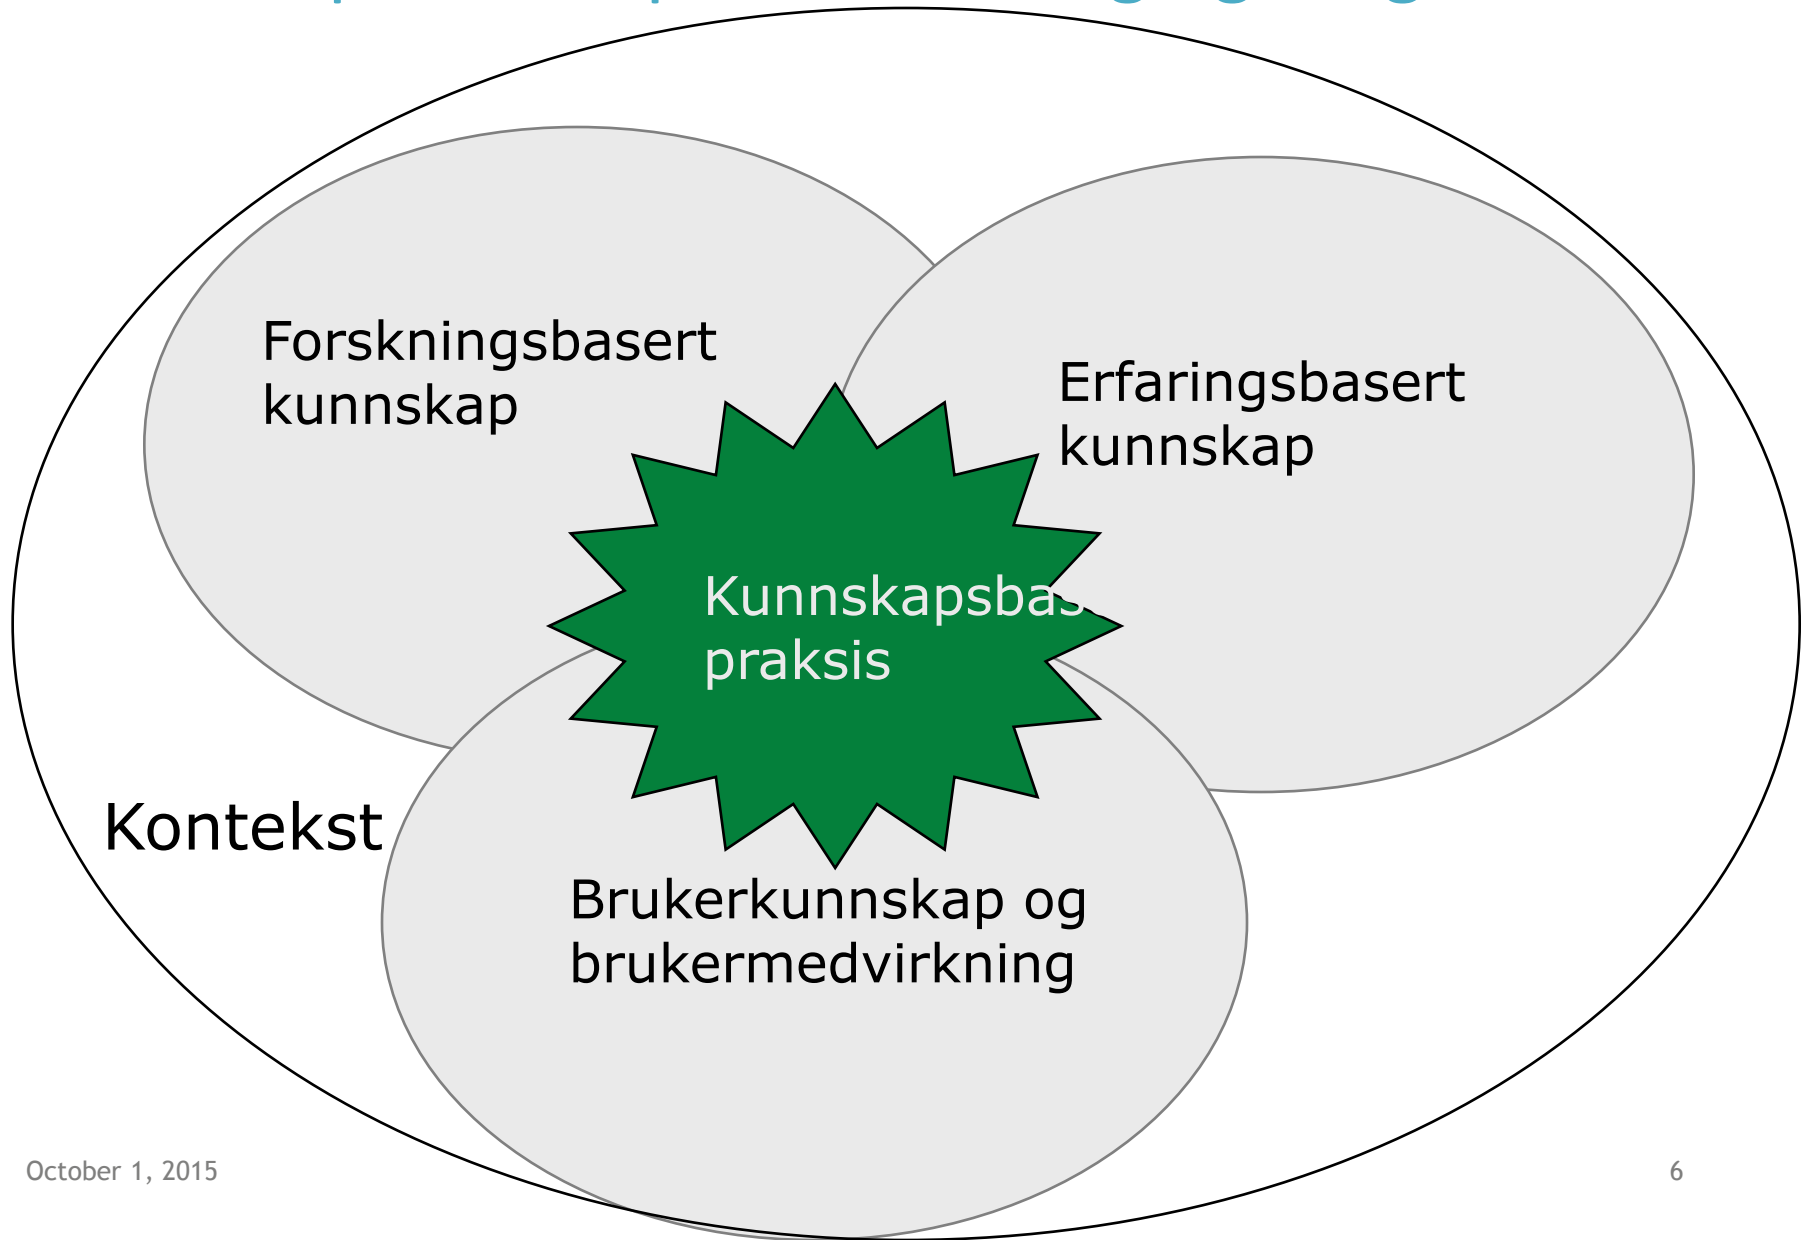 Forskningsbasert
kunnskap
Erfaringsbasert
kunnskap
Kunnskapsbas
praksis
Kontekst
Brukerkunnskap og
brukermedvirkning
October 1, 2015
6